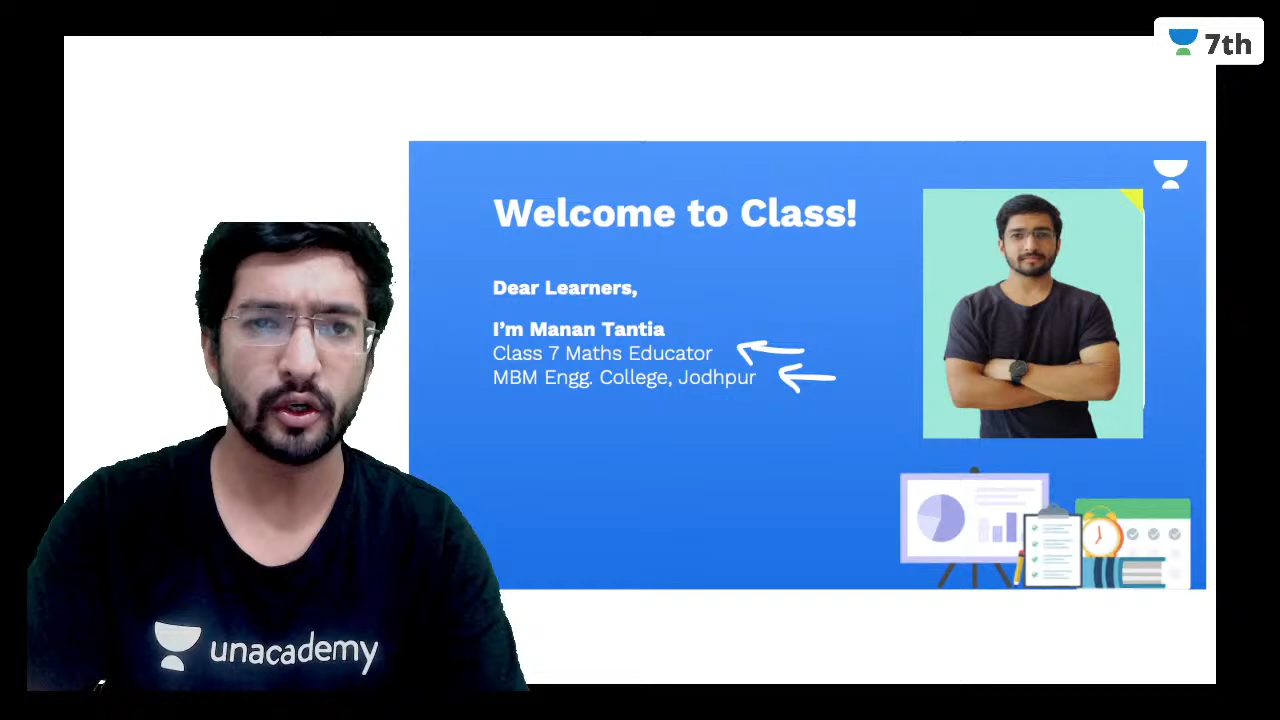 7th
Welcome to Class!
Dear Learners,
I’m Manan Tantia
Class 7 Maths Educator
MBM Engg. College, Jodhpur
unacademy